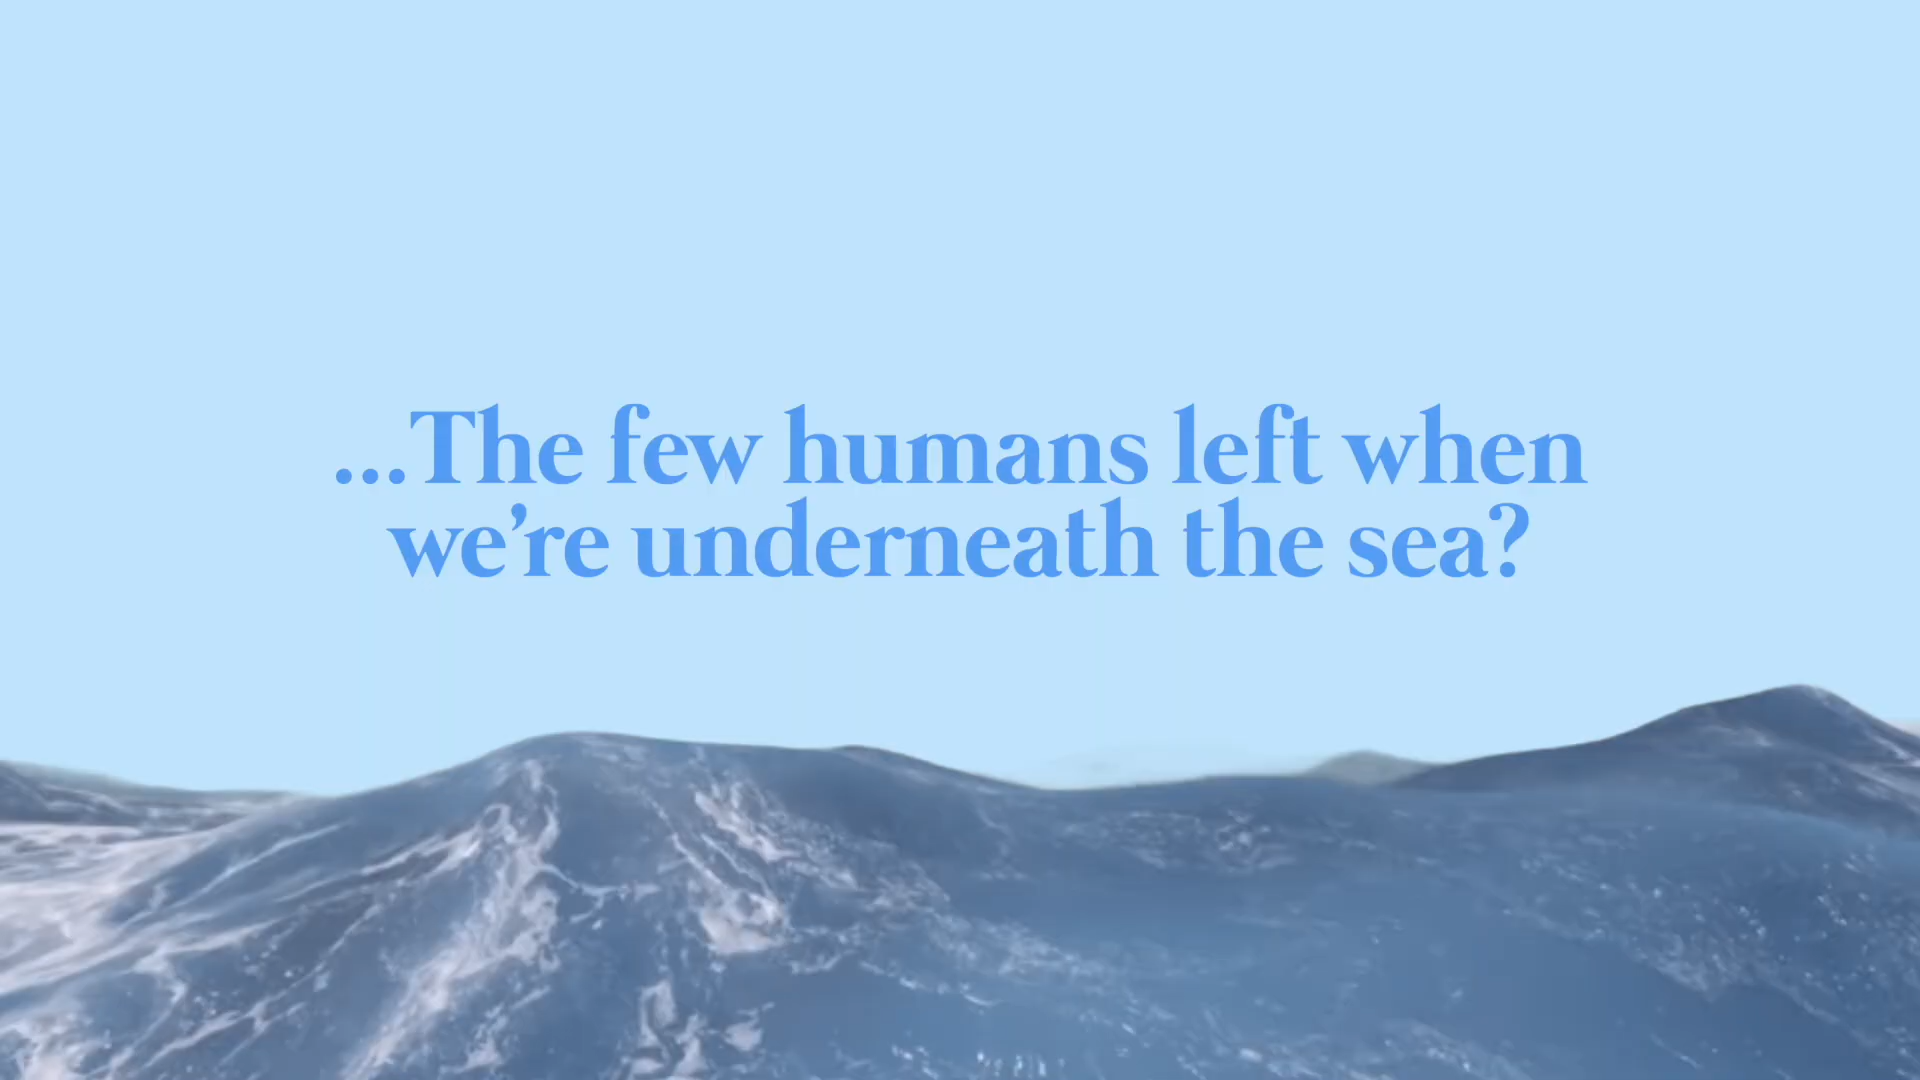 ...The few humans left when
we’re underneath the sea?